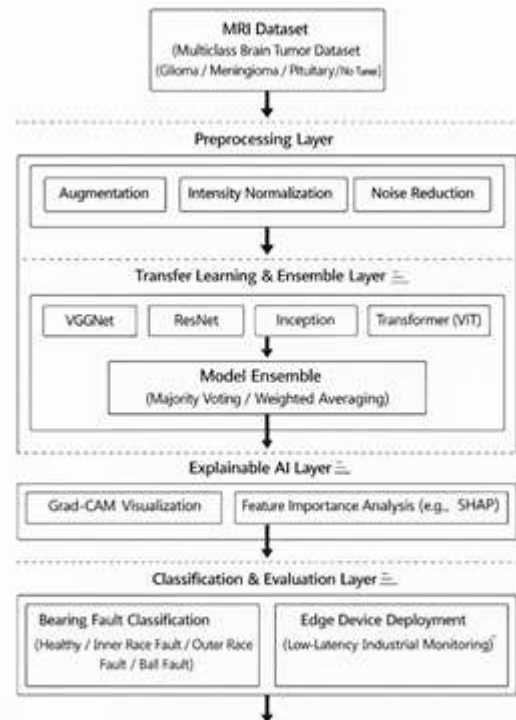 MRI Dataset
(Multiclass Brain Tumor Dataset
(Glioma / Meningioma / Pituitary/No Tumor)
Preprocessing Layer
Augmentation
Intensity Normalization
Noise Reduction
Transfer Learning & Ensemble Layer
VGGNet
ResNet
Inception
Transformer (ViT)
Model Ensemble
(Majority Voting / Weighted Averaging)
Explainable AI Layer
Grad-CAM Visualization
Feature Importance Analysis (e.g., SHAP)
Classification & Evaluation Layer
Bearing Fault Classification
(Healthy / Inner Race Fault / Outer Race
Fault / Ball Fault)
Edge Device Deployment
(Low-Latency Industrial Monitoring)